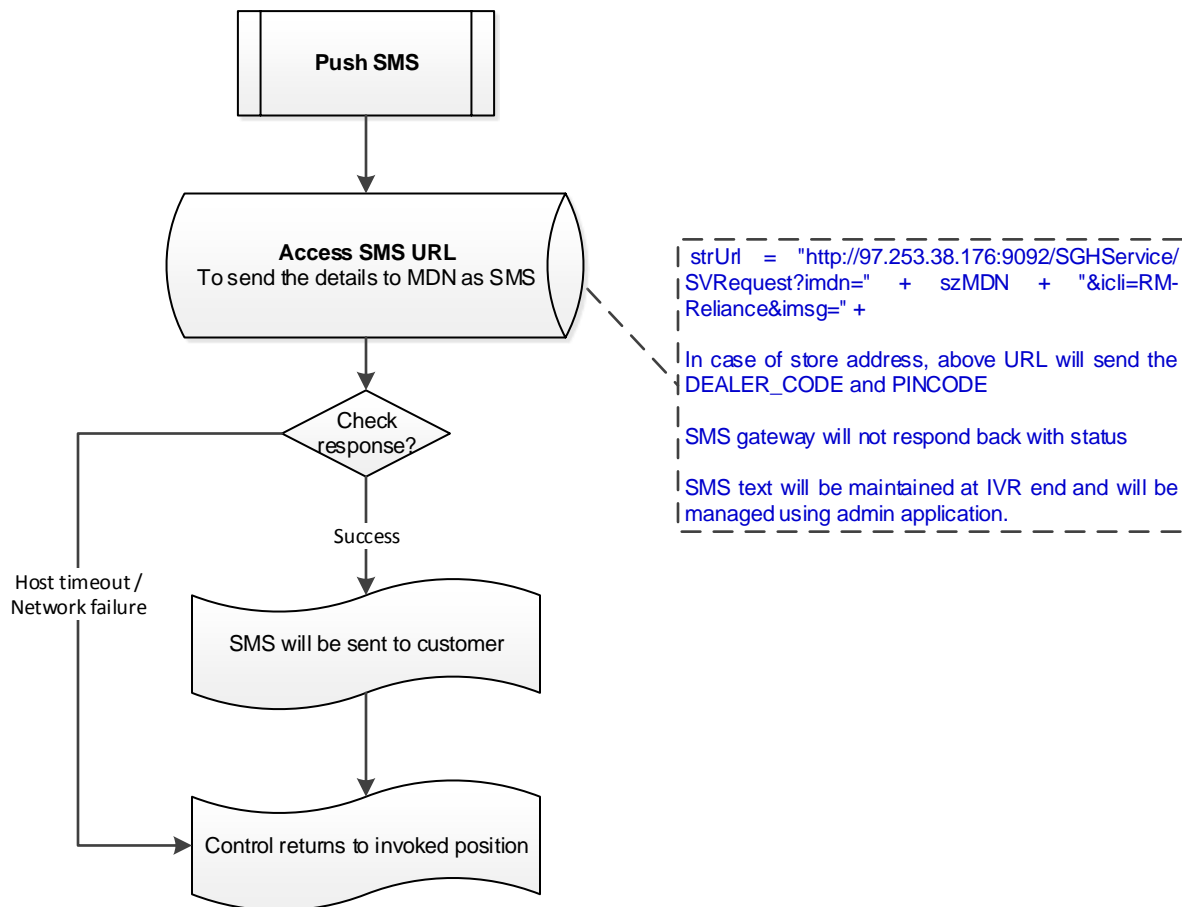 Push SMS
Access SMS URL
To send the details to MDN as SMS
strUrl = "http://97.253.38.176:9092/SGHService/
SVRequest?imdn=" + szMDN + "&icli=RM-
Reliance&imsg=" +
In case of store address, above URL will send the
DEALER_CODE and PINCODE
SMS gateway will not respond back with status
SMS text will be maintained at IVR end and will be
managed using admin application.
Check
response?
Success
Host timeout /
Network failure
SMS will be sent to customer
Control returns to invoked position